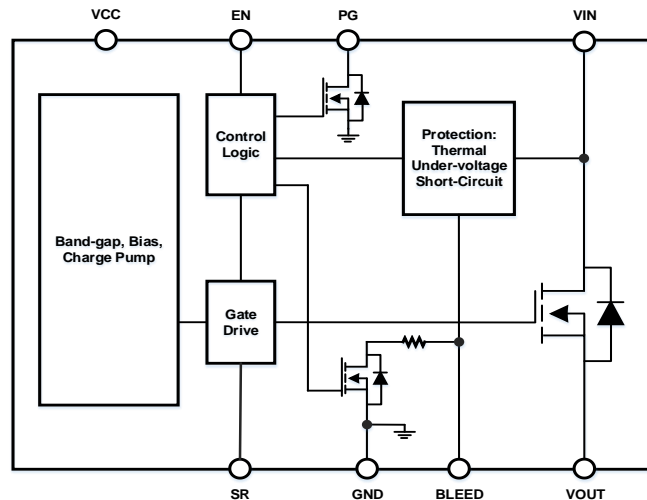 VCC
EN
PG
VIN
Control
Logic
Protection:
Thermal
Under-voltage
Short-Circuit
Band-gap, Bias,
Charge Pump
Gate
Drive
SR
GND
BLEED
VOUT